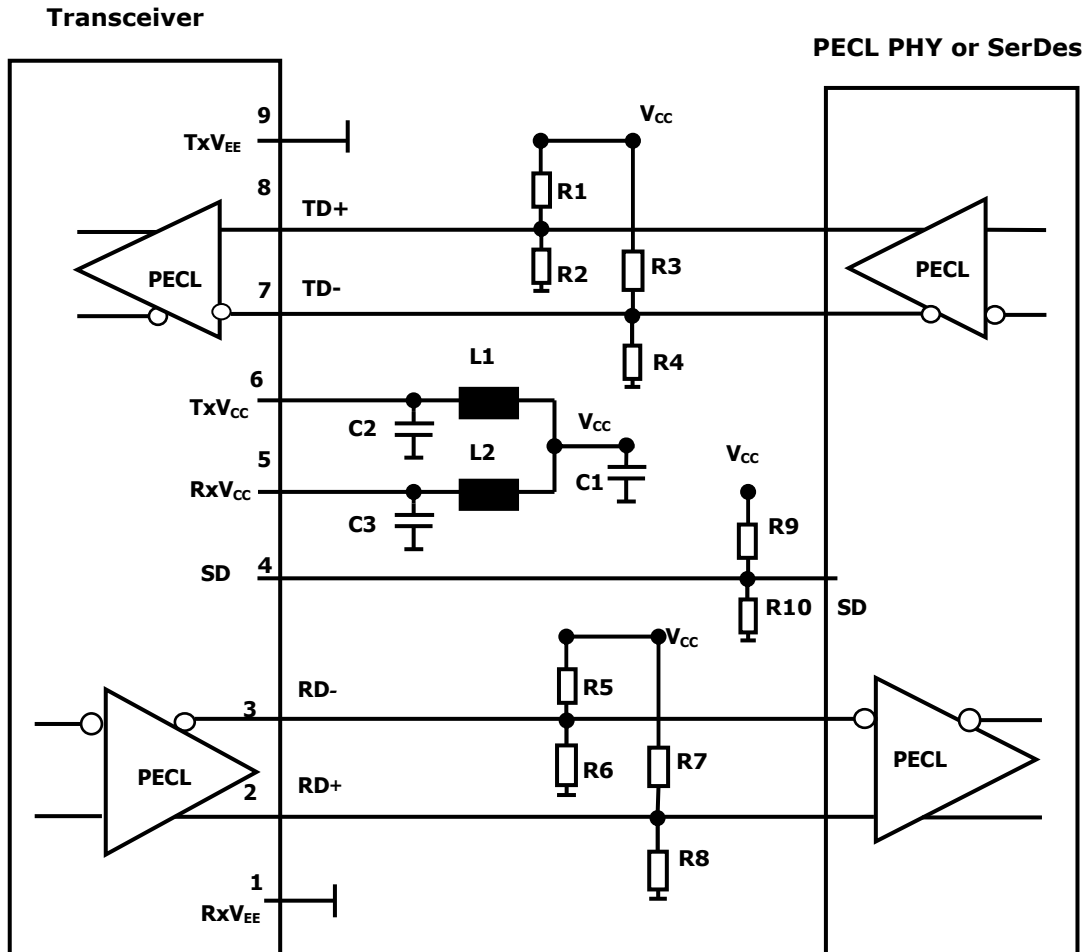 Transceiver
PECL PHY or SerDes
9
TxVEE
VCC
8
TD+
R1
PECL
R2
R3
PECL
7
TD-
R4
L1
6
TxVCC
C2
VCC
L2
5
RxVCC
C1
VCC
C3
R9
4
SD
R10
SD
VCC
RD-
R5
3
PECL
R6
R7
PECL
2
RD+
R8
1
RxVEE